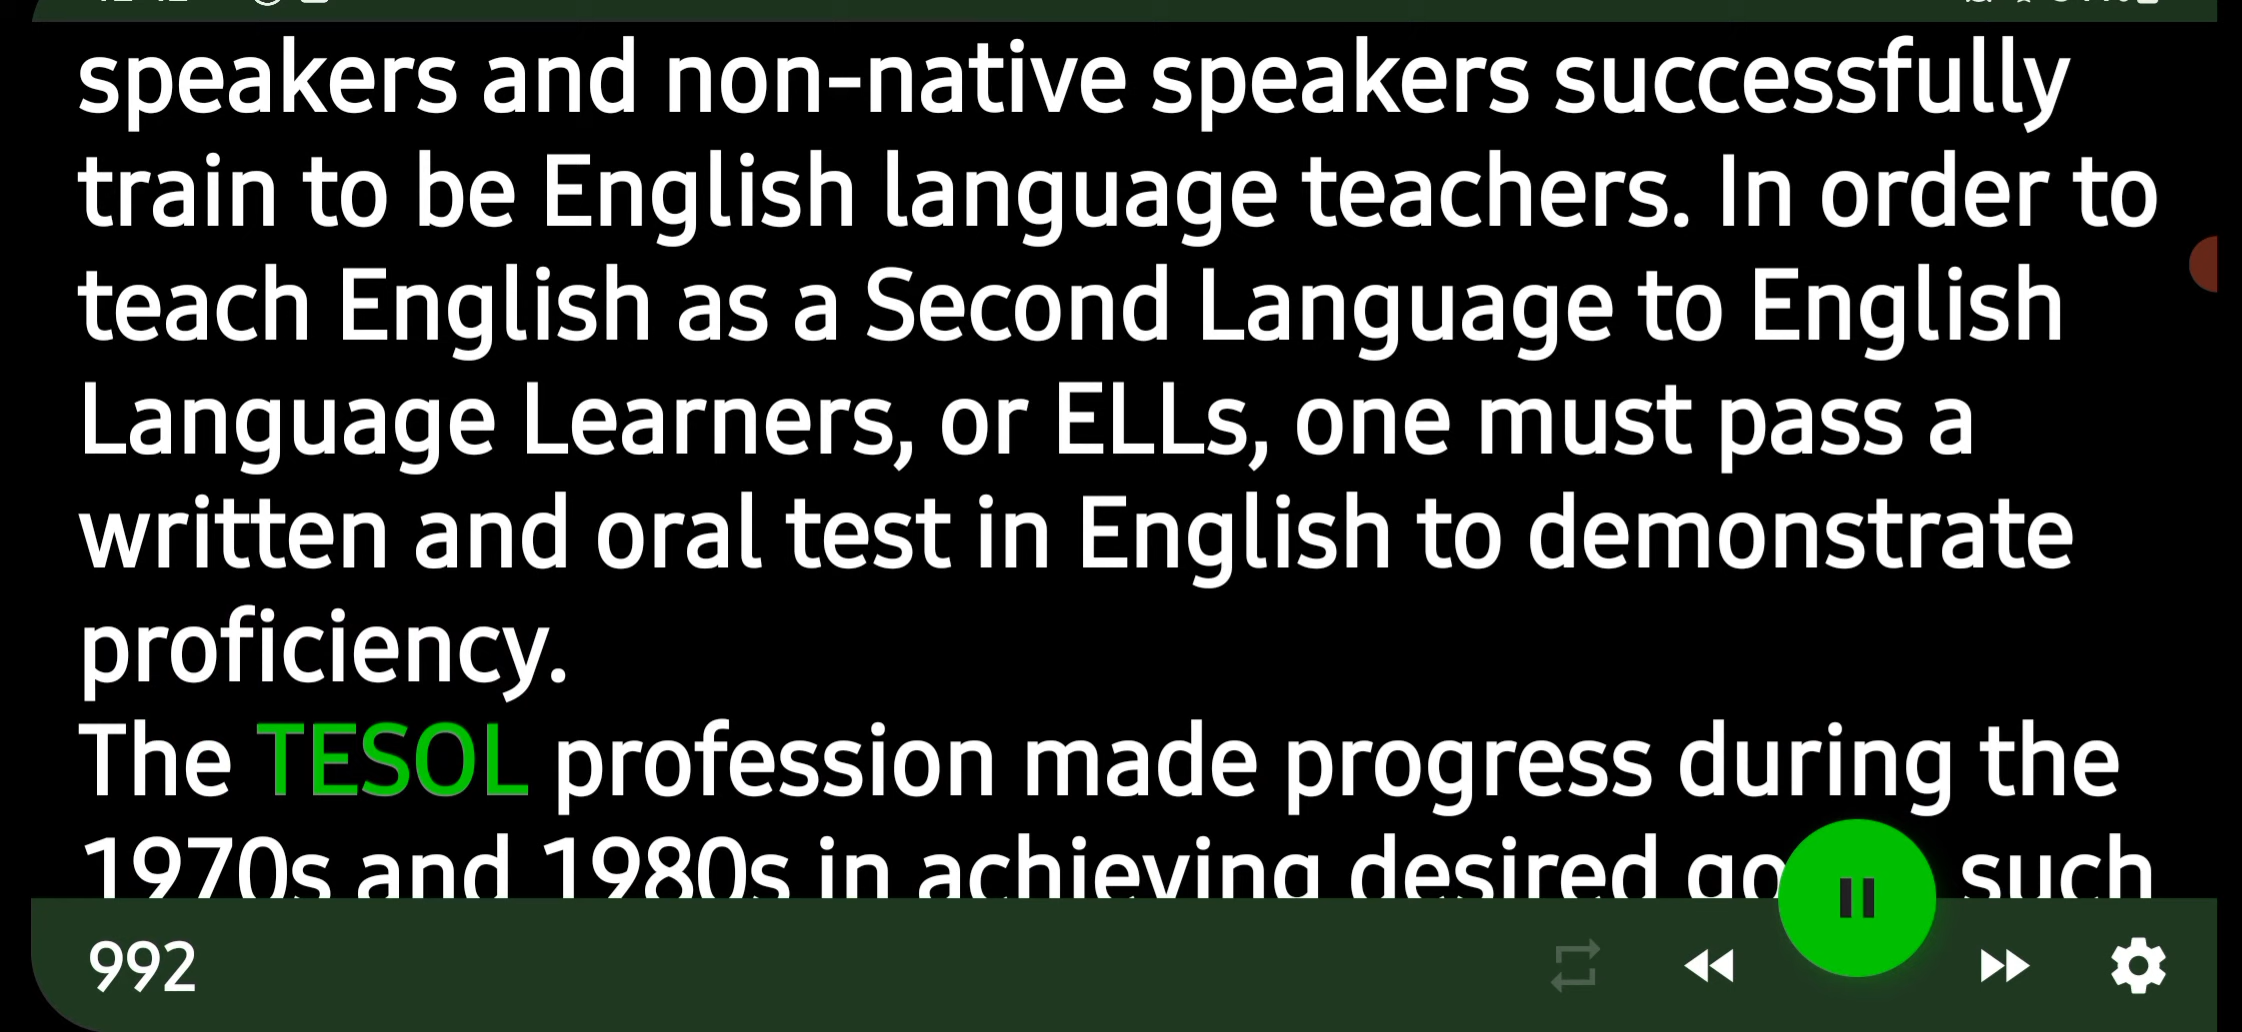 speakers and non-native speakers successfully
train to be English language teachers. In order to
teach English as a Second Language to English
Language Learners, or ELLs, one must pass a
written and oral test in English to demonstrate
proficiency.
The TESOL profession made progress during the
1970s and 1980s in achieving desired such
992